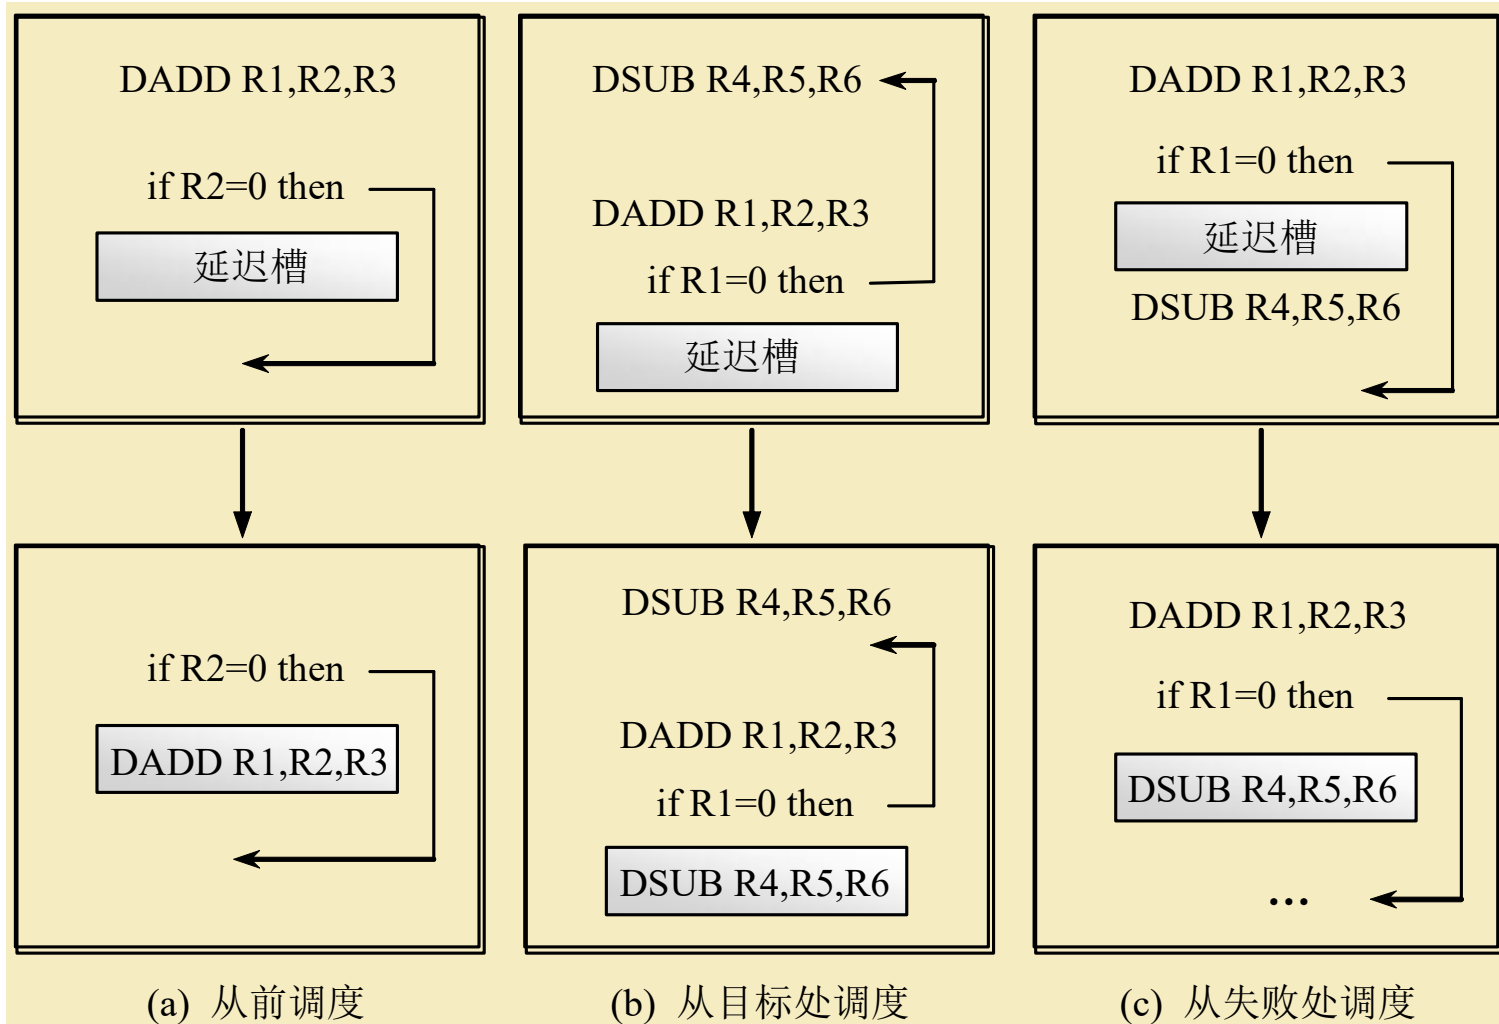 DADD R1,R2,R3
if R2=0 then
延迟槽
DSUB R4,R5,R6
DADD R1,R2,R3
if R1=0 then
延迟槽
DADD R1,R2,R3
if R1=0 then
延迟槽
DSUB R4,R5,R6
if R2=0 then
DADD R1,R2,R3
DSUB R4,R5,R6
DADD R1,R2,R3
if R1=0 then
DSUB R4,R5,R6
DADD R1,R2,R3
if R1=0 then
DSUB R4,R5,R6
…
(a) 从前调度
(b) 从目标处调度
(c) 从失败处调度